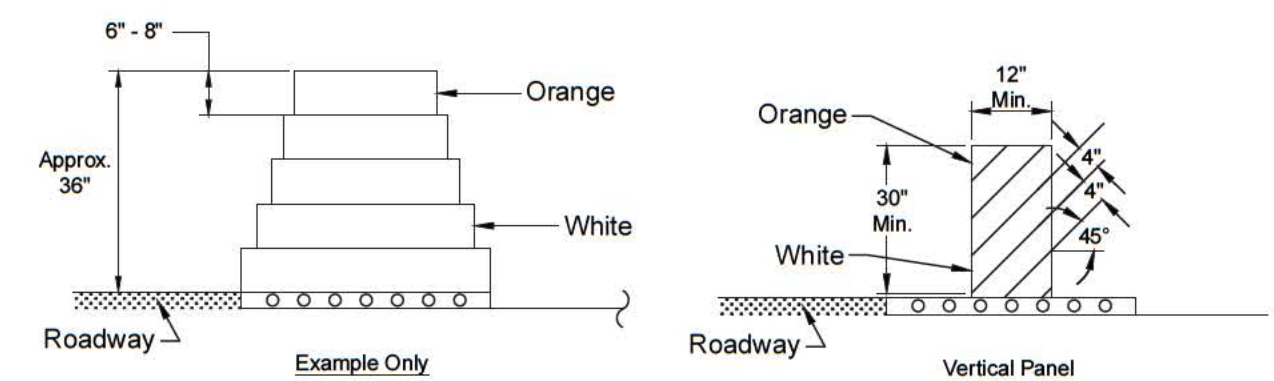 6" - 8"
Orange
Approx.
36"
White
Roadway
Example Only
12"
Min.
Orange
4"
4"
30"
Min.
45°
White
Roadway
Vertical Panel